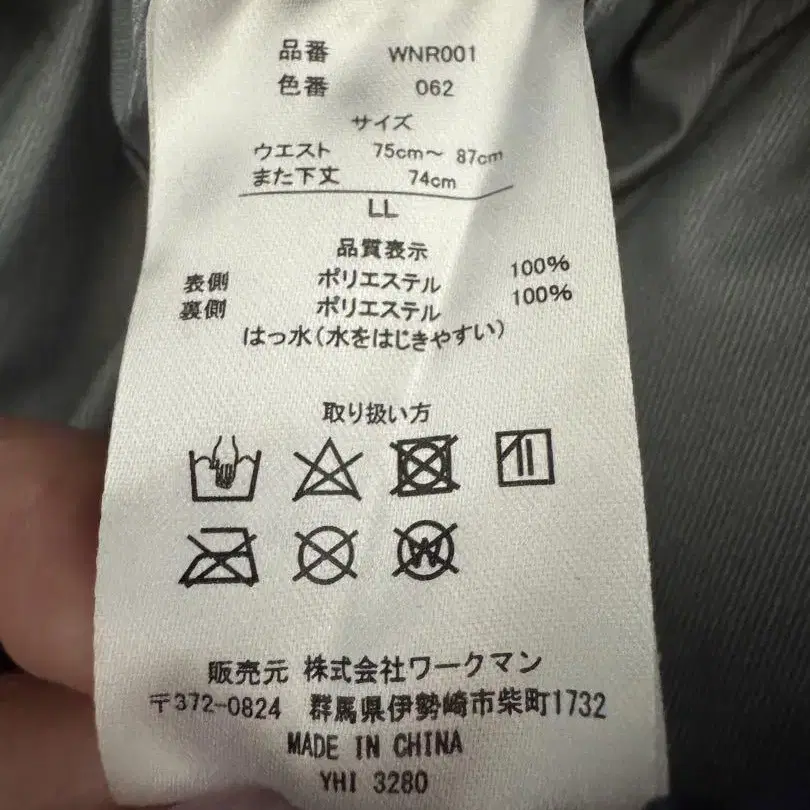 品番 WNR001
色番 062
サイズ
ウエスト 75cm～ 87cm
また下丈 74cm
LL
品質表示
表側 ポリエステル 100%
裏側 ポリエステル 100%
はっ水(水をはじきやすい)
取り扱い方
W
販売元 株式会社ワークマン
〒372-0824 群馬県伊勢崎市柴町1732
MADE IN CHINA
YHI 3280